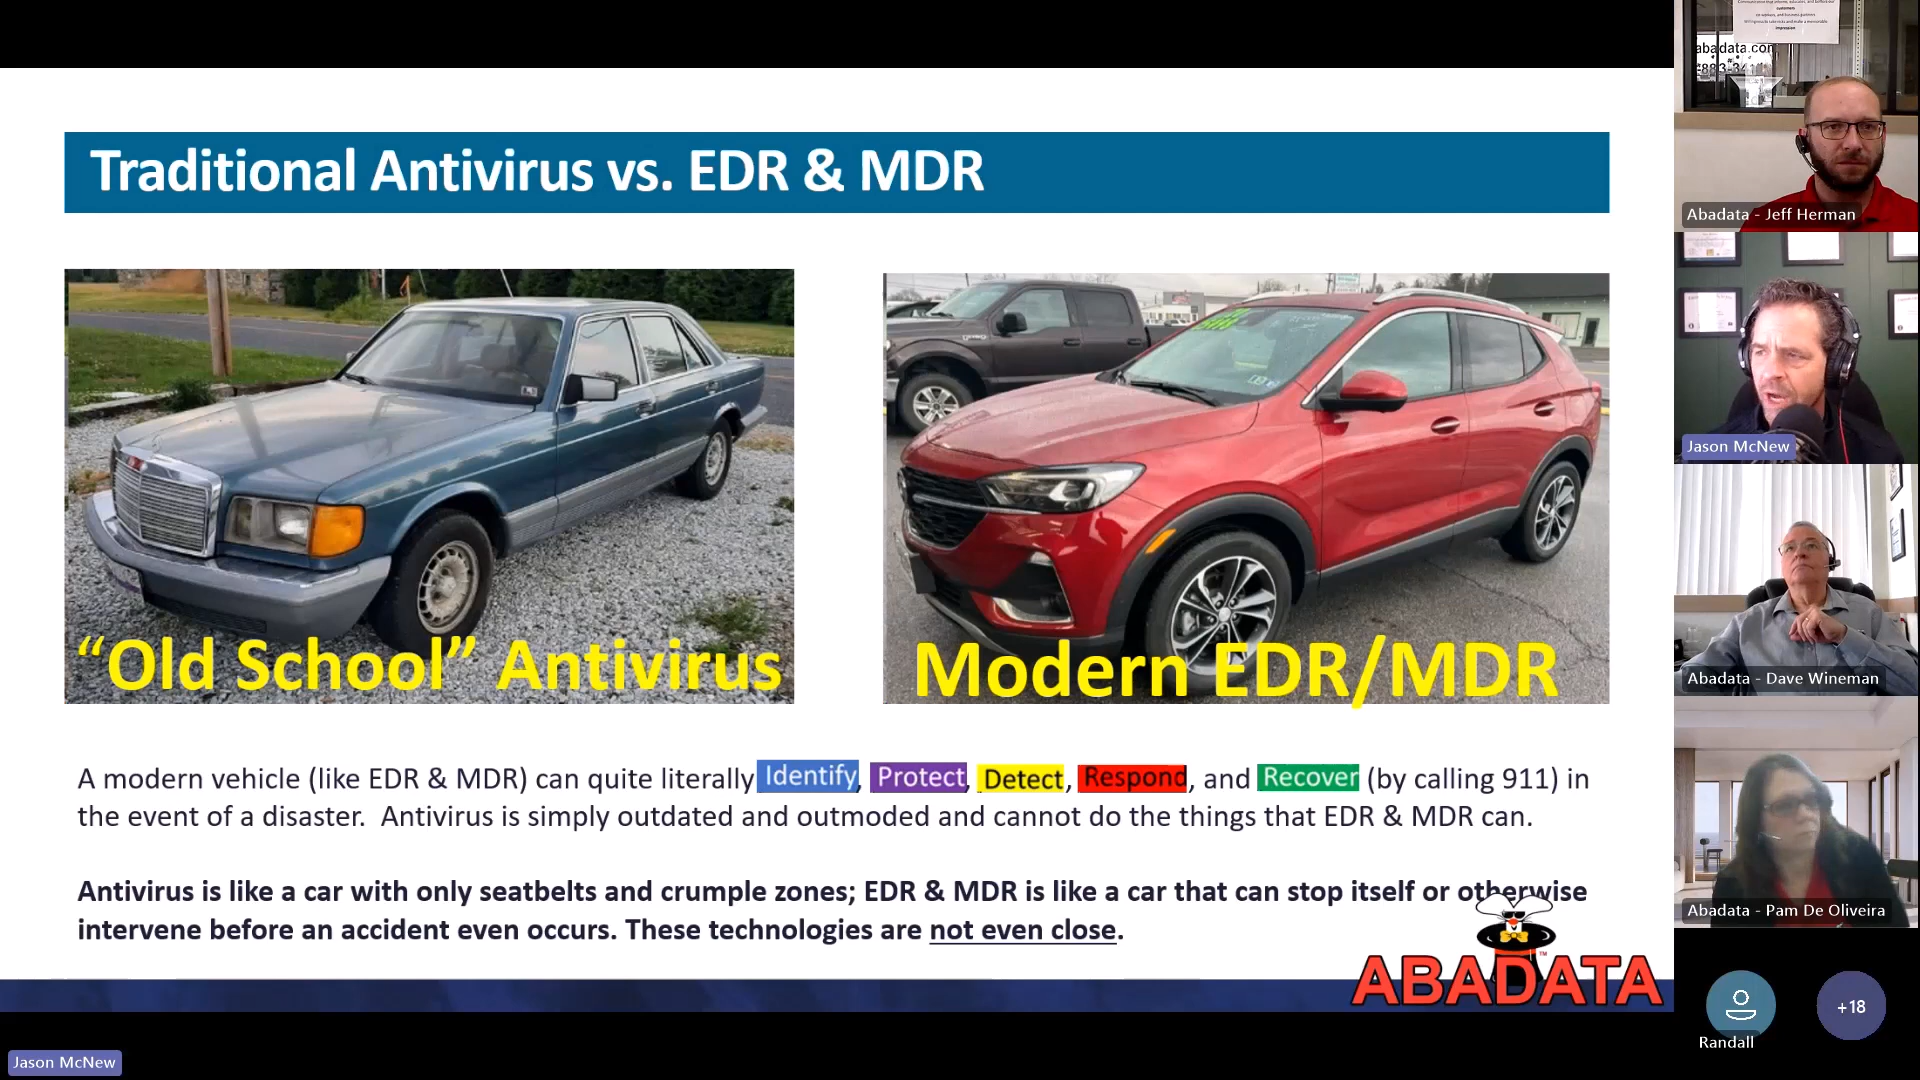 Traditional Antivirus vs. EDR & MDR
“Old School” Antivirus
Modern EDR/MDR
A modern vehicle (like EDR & MDR) can quite literally Identify, Protect, Detect, Respond, and Recover (by calling 911) in
the event of a disaster. Antivirus is simply outdated and outmoded and cannot do the things that EDR & MDR can.
Antivirus is like a car with only seatbelts and crumple zones; EDR & MDR is like a car that can stop itself or otherwise
intervene before an accident even occurs. These technologies are not even close.
ABADATA
TM
Jason McNew
customers
impression
abadata.com
Abadata - Jeff Herman
Jason McNew
Abadata - Dave Wineman
Abadata - Pam De Oliveira
Randall
+18